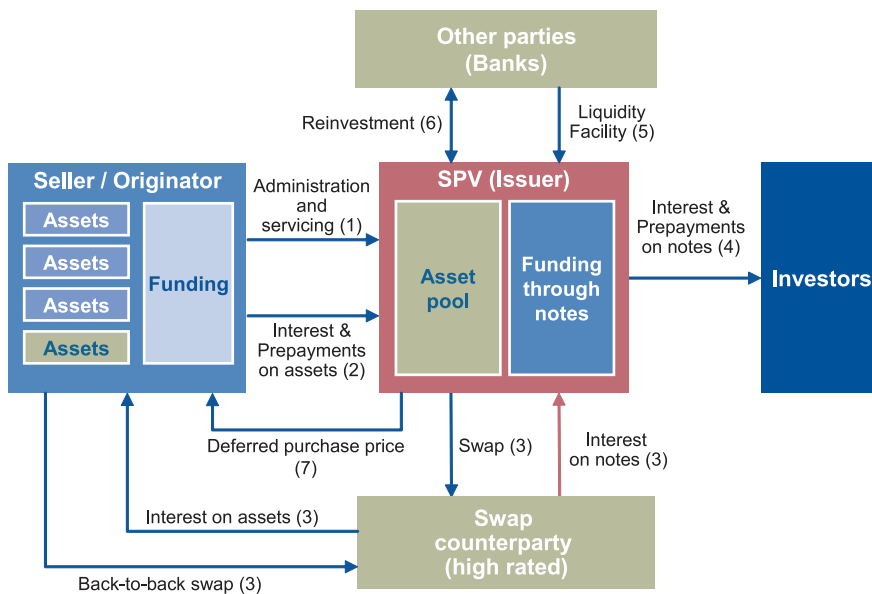 Other parties
(Banks)
Reinvestment (6)
Liquidity
Facility (5)
Seller / Originator
Assets
Assets
Assets
Assets
Funding
Administration
and
servicing (1)
Interest &
Prepayments
on assets (2)
SPV (Issuer)
Asset
pool
Funding
through
notes
Interest &
Prepayments
on notes (4)
Investors
Deferred purchase price
(7)
Swap (3)
Interest
on notes (3)
Interest on assets (3)
Swap
counterparty
(high rated)
Back-to-back swap (3)